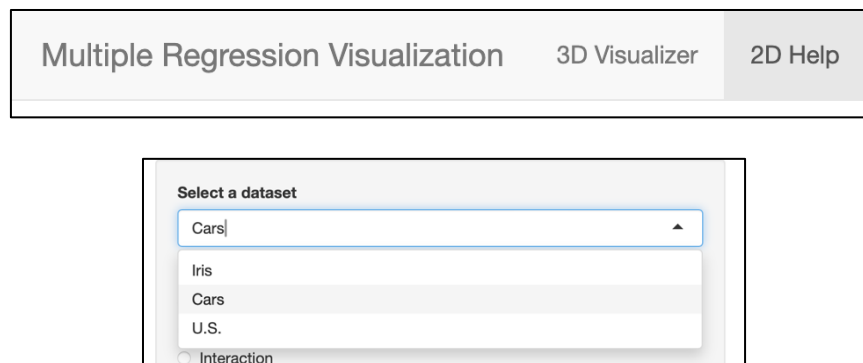 Multiple Regression Visualization 3D Visualizer 2D Help
Select a dataset
Cars
Iris
Cars
U.S.
Interaction